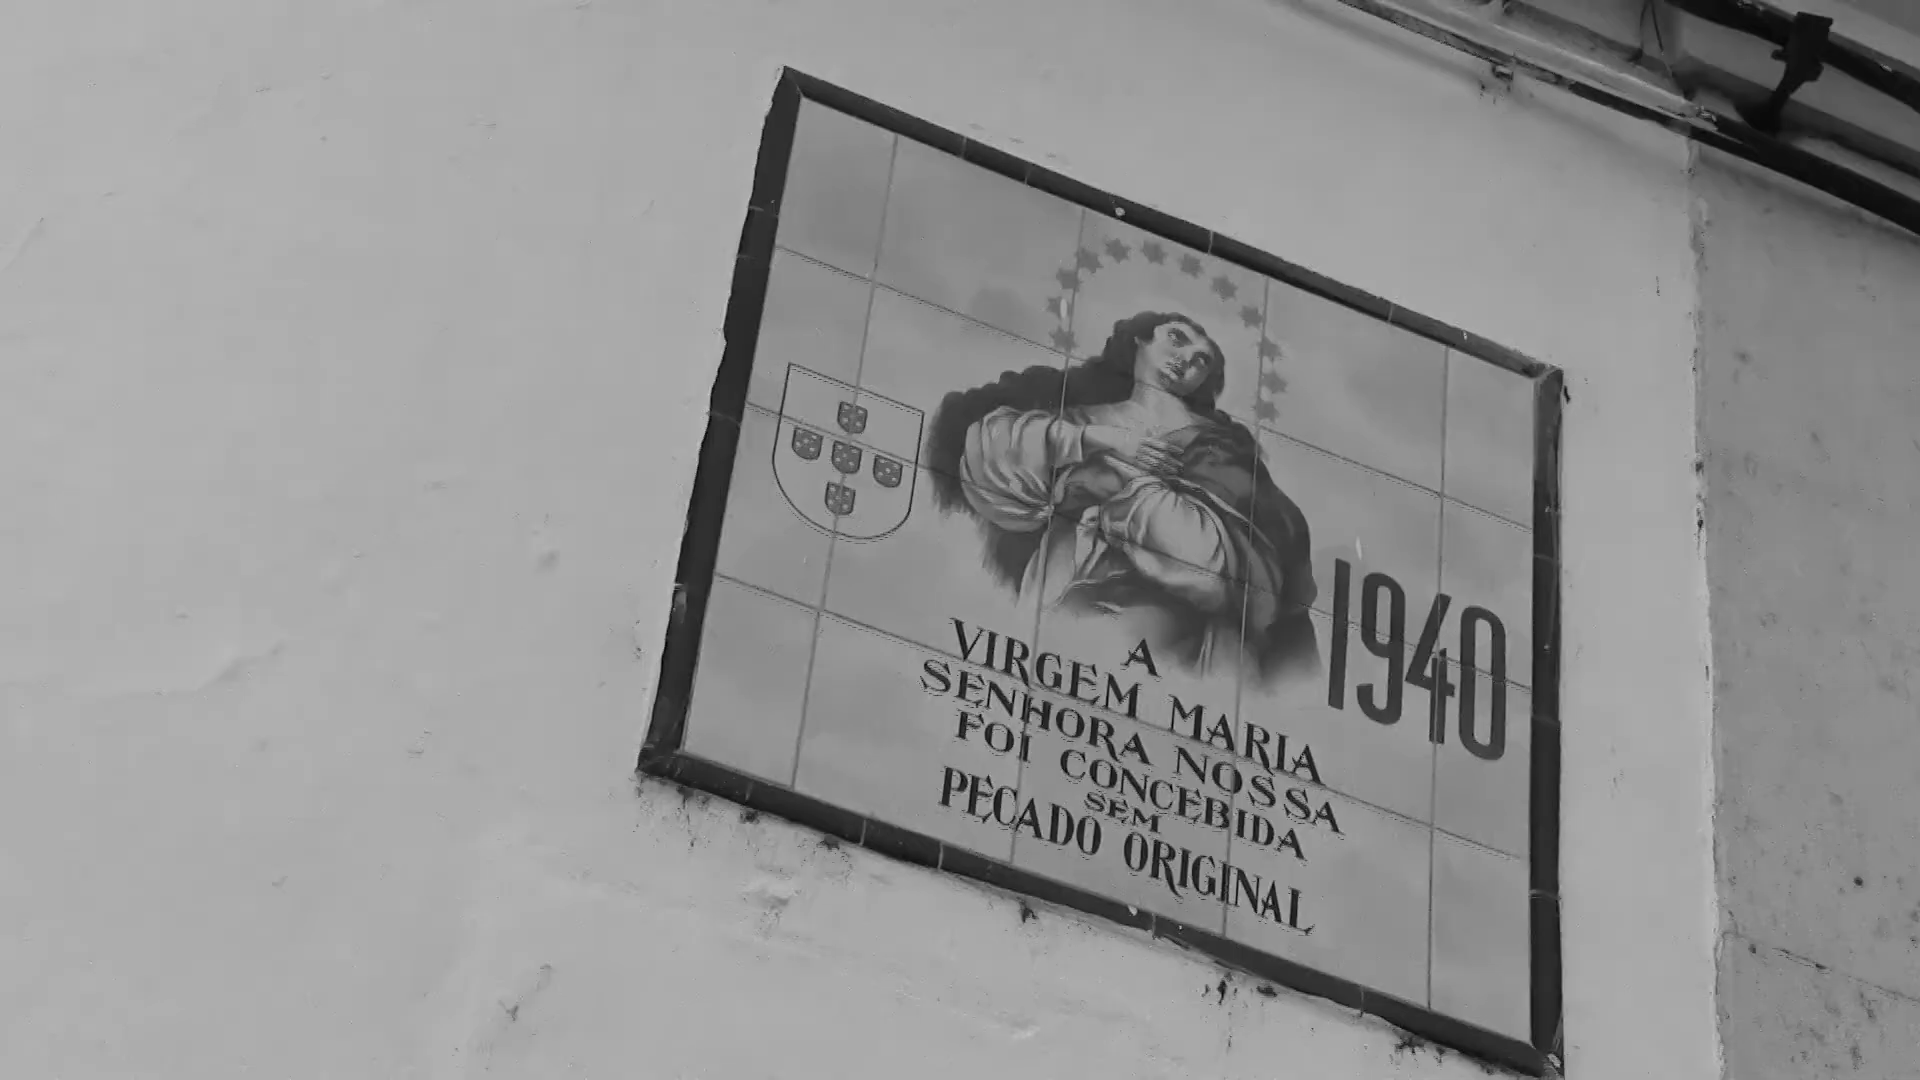 1940
A
VIRGEM MARIA
SENHORA NOSSA
FOI CONCEBIDA
SEM
PECADO ORIGINAL